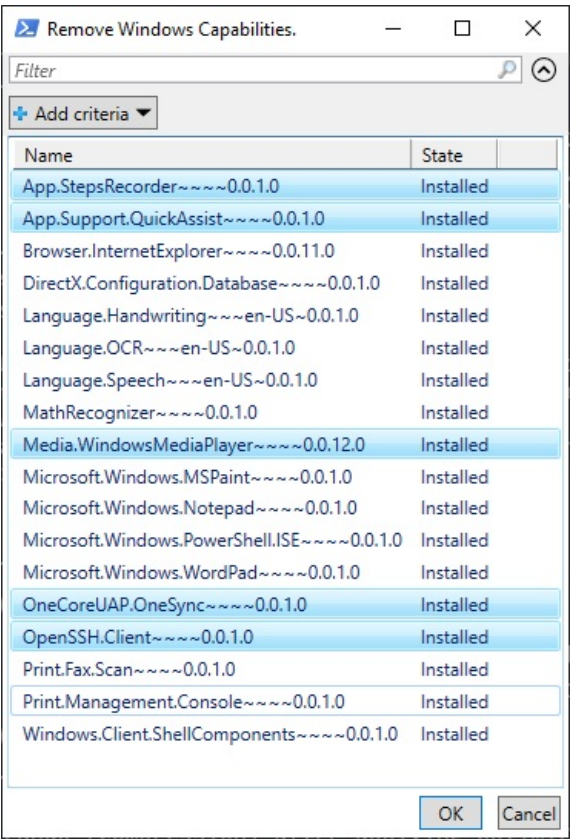 Remove Windows Capabilities.
Filter
Add criteria
Name State
App.StepsRecorder~~~~0.0.1.0 Installed
App.Support.QuickAssist~~~~0.0.1.0 Installed
Browser.InternetExplorer~~~~0.0.11.0 Installed
DirectX.Configuration.Database~~~~0.0.1.0 Installed
Language.Handwriting~~~en-US~0.0.1.0 Installed
Language.OCR~~~en-US~0.0.1.0 Installed
Language.Speech~~~en-US~0.0.1.0 Installed
MathRecognizer~~~~0.0.1.0 Installed
Media.WindowsMediaPlayer~~~~0.0.12.0 Installed
Microsoft.Windows.MSPaint~~~~0.0.1.0 Installed
Microsoft.Windows.Notepad~~~~0.0.1.0 Installed
Microsoft.Windows.PowerShell.ISE~~~~0.0.1.0 Installed
Microsoft.Windows.WordPad~~~~0.0.1.0 Installed
OneCoreUAP.OneSync~~~~0.0.1.0 Installed
OpenSSH.Client~~~~0.0.1.0 Installed
Print.Fax.Scan~~~~0.0.1.0 Installed
Print.Management.Console~~~~0.0.1.0 Installed
Windows.Client.ShellComponents~~~~0.0.1.0 Installed
OK Cancel